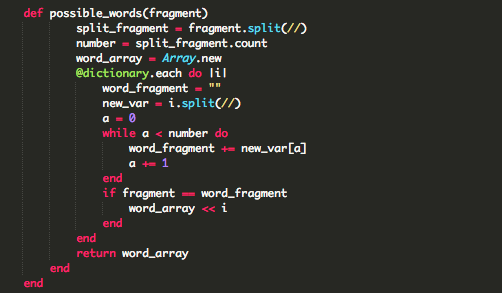 def possible_words(fragment)
        split_fragment = fragment.split(//)
        number = split_fragment.count
        word_array = Array.new
        @dictionary.each do |i|
            word_fragment = ""
            new_var = i.split(//)
            a = 0
            while a < number do
                word_fragment += new_var[a]
                a += 1
            end
            if fragment == word_fragment
                word_array << i
            end
        end
        return word_array
    end
end